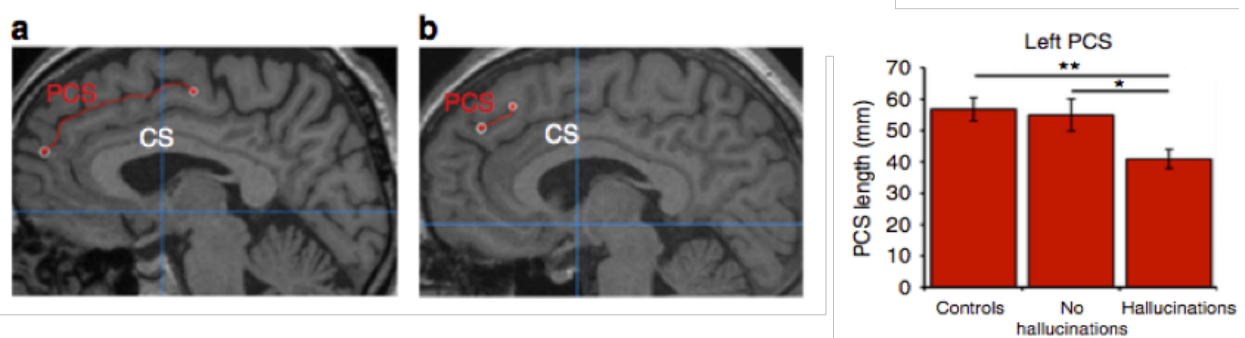 a
PCS
CS
b
PCS
CS
Left PCS
**
*
PCS length (mm)
70
60
50
40
30
20
10
0
Controls
No
hallucinations
Hallucinations